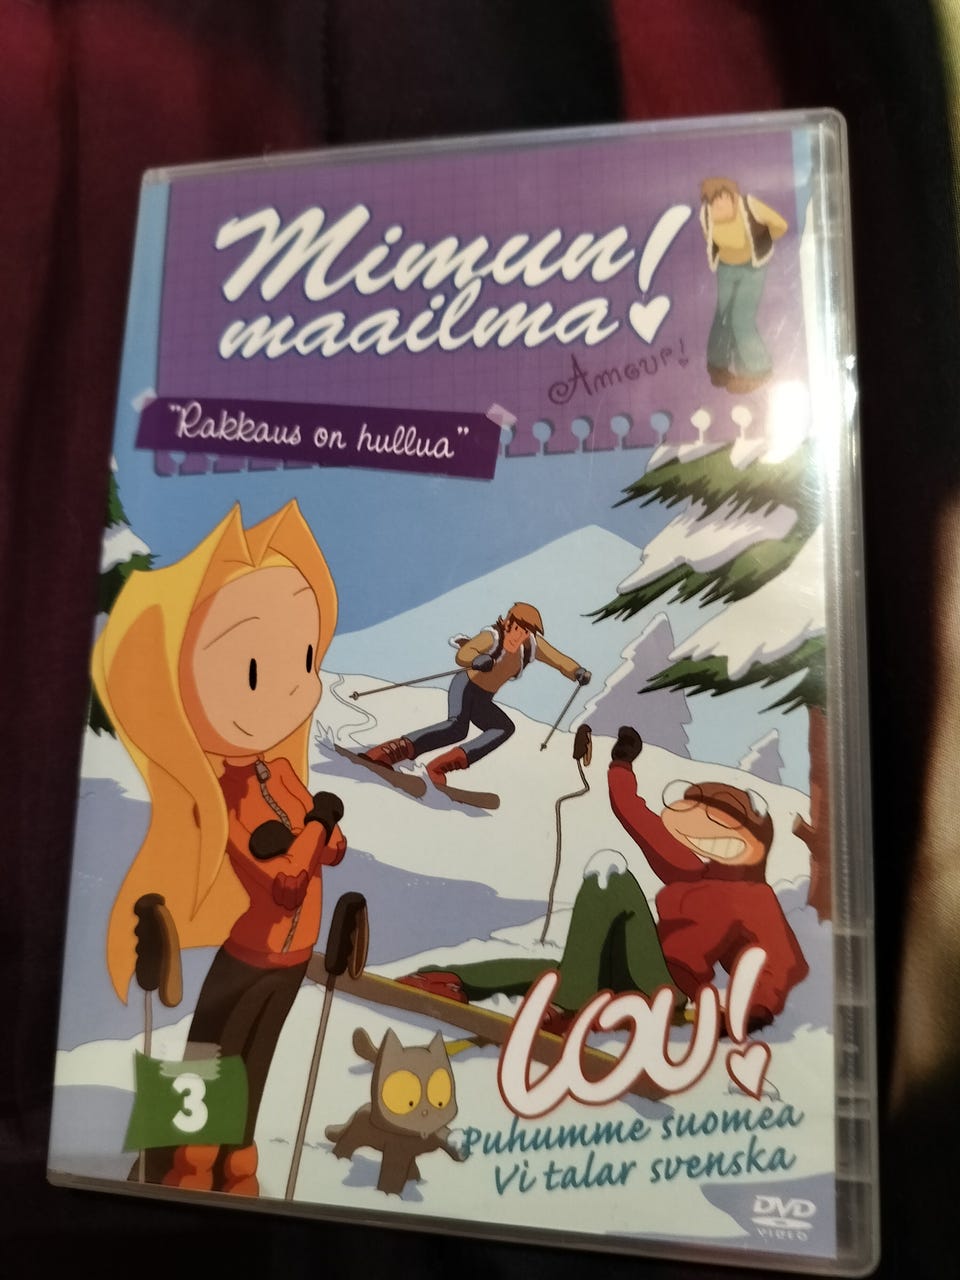 Mimun
maailma!
Amour!
"Rakkaus on hullua"
Lou!
3
Puhumme suomea
Vi talar svenska
DVD
VIDEO